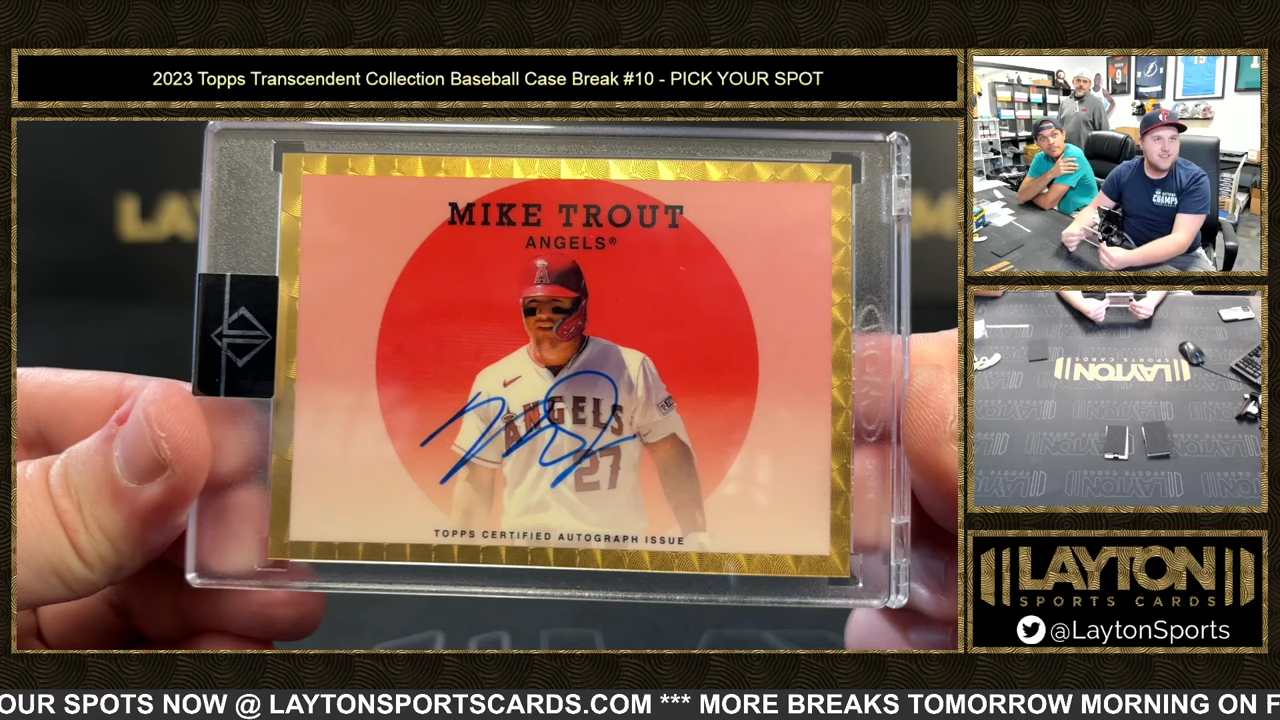 2023 Topps Transcendent Collection Baseball Case Break #10 - PICK YOUR SPOT
MIKE TROUT
ANGELS®
ANGELS
27
TOPPS CERTIFIED AUTOGRAPH ISSUE
CHAMPS
LAYTON
LAYTON
SPORTS CARDS
@LaytonSports
OUR SPOTS NOW @ LAYTONSPORTSCARDS.COM *** MORE BREAKS TOMORROW MORNING ON F